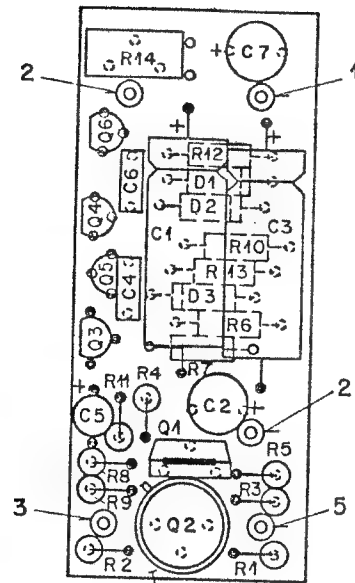 R14
+ C7
2
1
Q6
+ +
R12
C6
D1
D2
Q4
C1
C3
R10
Q5
C4
R13
D3
R6
Q3
R7
+
R11
R4
C2
+
C5
Q1
2
R8
R5
R9
R3
3
Q2
5
R2
R1